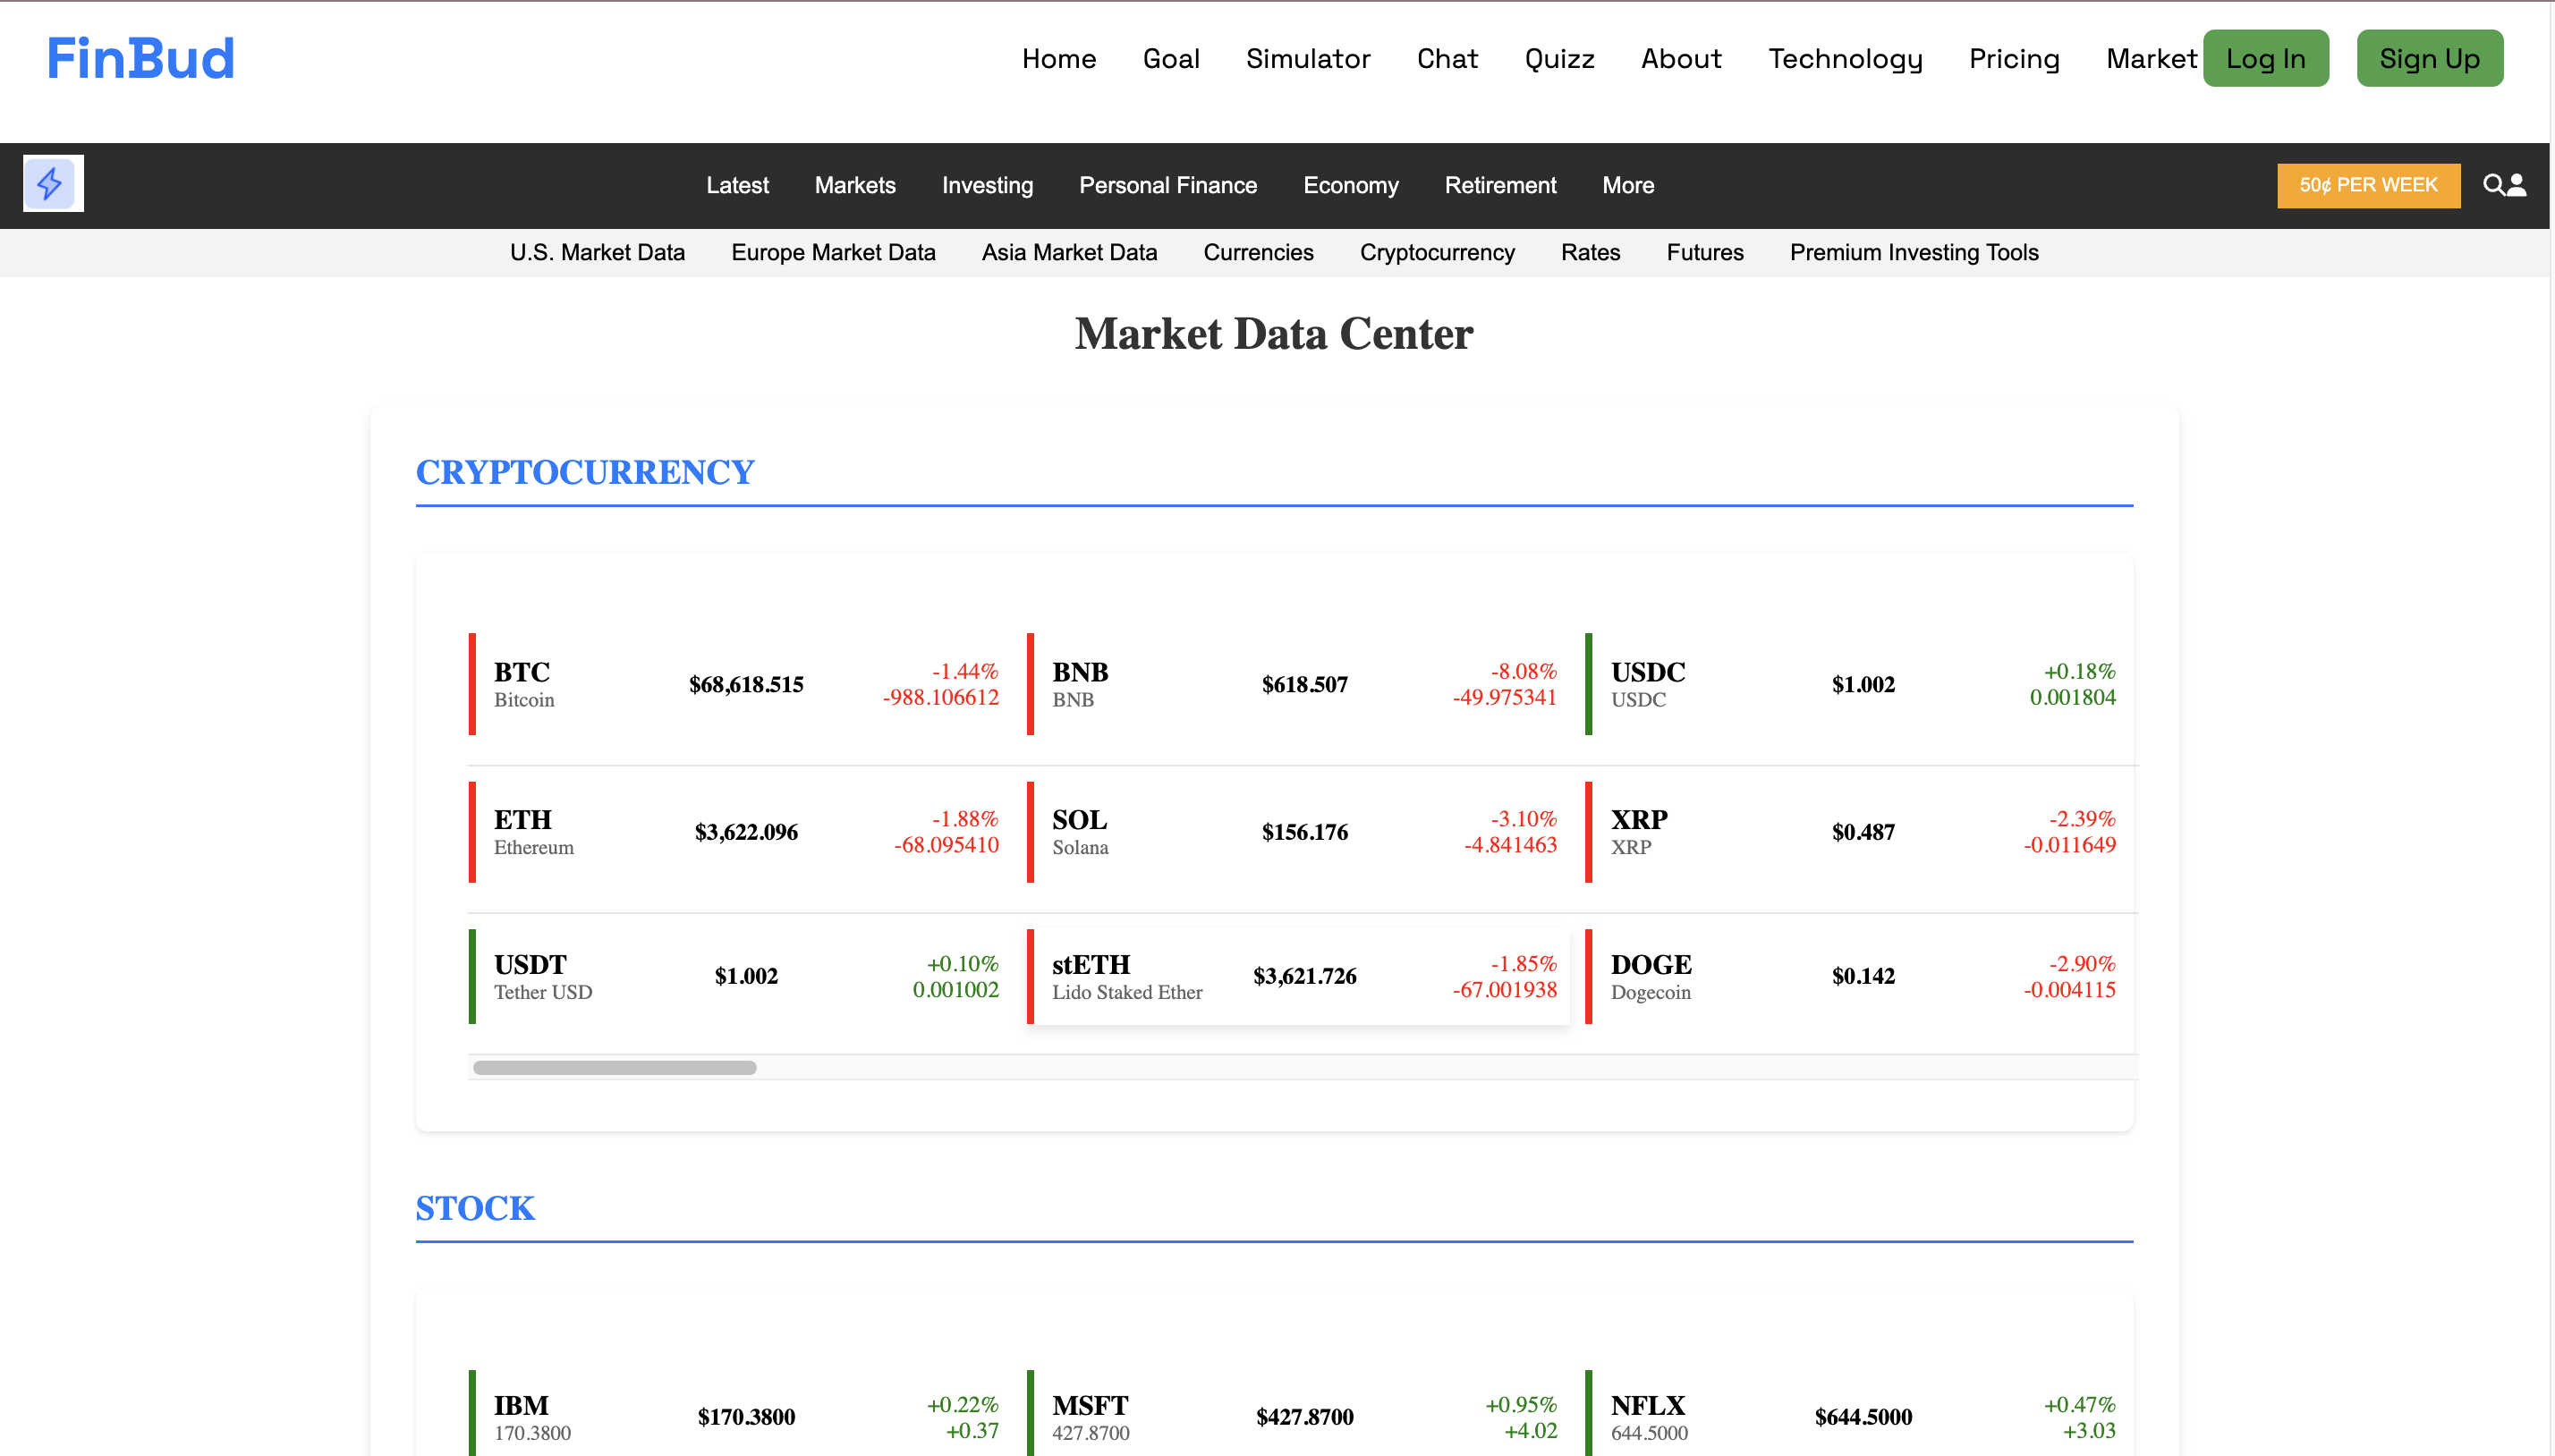 FinBud
Home Goal Simulator Chat Quizz About Technology Pricing Market Log In Sign Up
Latest Markets Investing Personal Finance Economy Retirement More 50¢ PER WEEK
U.S. Market Data Europe Market Data Asia Market Data Currencies Cryptocurrency Rates Futures Premium Investing Tools
Market Data Center
CRYPTOCURRENCY
BTC
Bitcoin
$68,618.515
-1.44%
-988.106612
BNB
BNB
$618.507
-8.08%
-49.975341
USDC
USDC
$1.002
+0.18%
0.001804
ETH
Ethereum
$3,622.096
-1.88%
-68.095410
SOL
Solana
$156.176
-3.10%
-4.841463
XRP
XRP
$0.487
-2.39%
-0.011649
USDT
Tether USD
$1.002
+0.10%
0.001002
stETH
Lido Staked Ether
$3,621.726
-1.85%
-67.001938
DOGE
Dogecoin
$0.142
-2.90%
-0.004115
STOCK
IBM
170.3800
$170.3800
+0.22%
+0.37
MSFT
427.8700
$427.8700
+0.95%
+4.02
NFLX
644.5000
$644.5000
+0.47%
+3.03